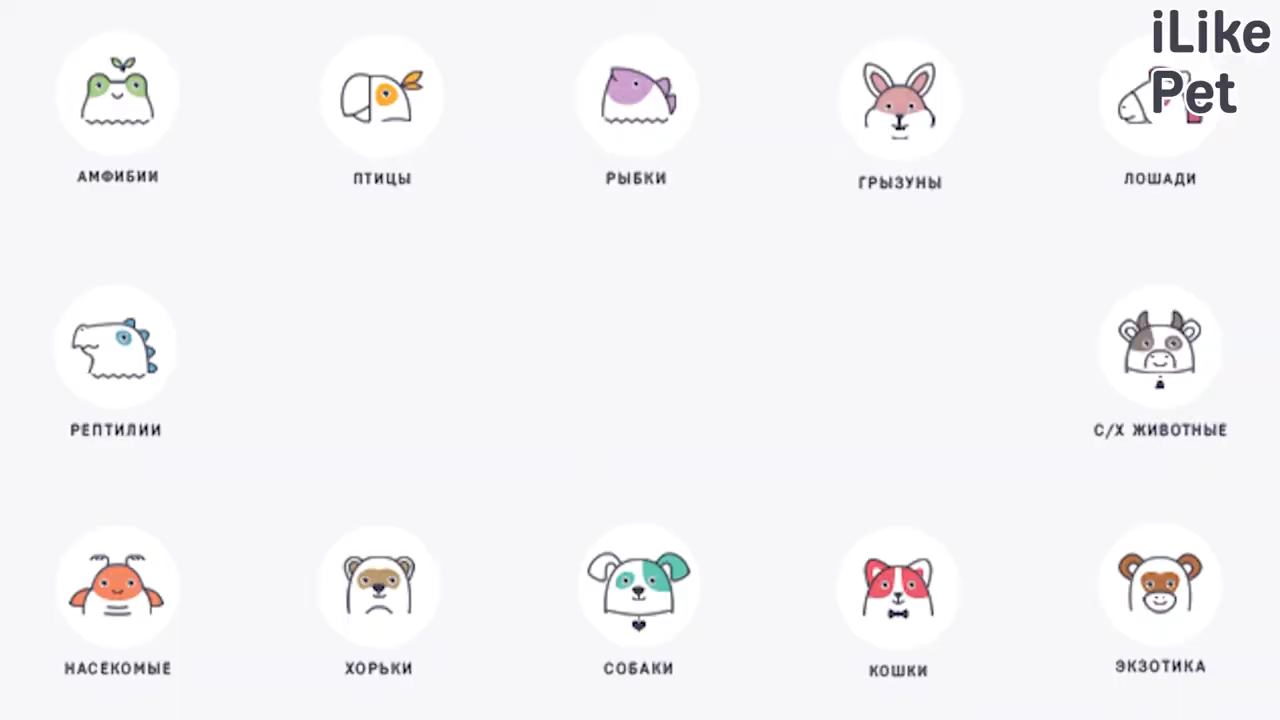 iLike
Pet
АМФИБИИ
ПТИЦЫ
РЫБКИ
ГРЫЗУНЫ
ЛОШАДИ
РЕПТИЛИИ
С/Х ЖИВОТНЫЕ
НАСЕКОМЫЕ
ХОРЬКИ
СОБАКИ
КОШКИ
ЭКЗОТИКА